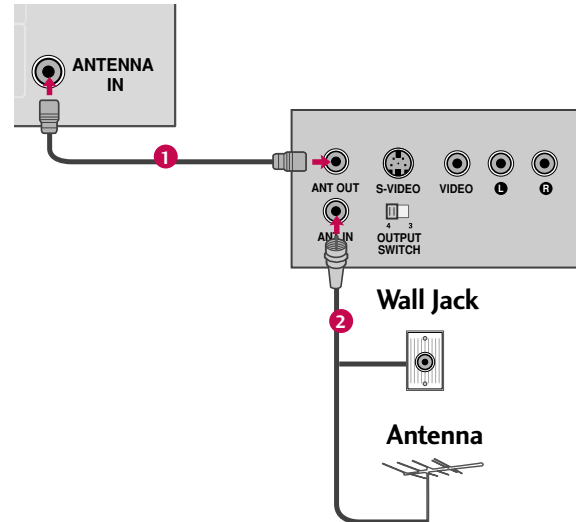 ANTENNA
IN
1
ANT OUT
S-VIDEO
VIDEO
L
R
ANT IN
4 3
OUTPUT
SWITCH
2
Wall Jack
Antenna